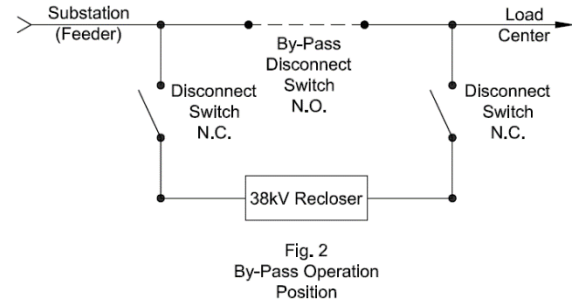 Substation
(Feeder)
Load
Center
By-Pass
Disconnect
Switch
N.O.
Disconnect
Switch
N.C.
Disconnect
Switch
N.C.
38kV Recloser
Fig. 2
By-Pass Operation
Position